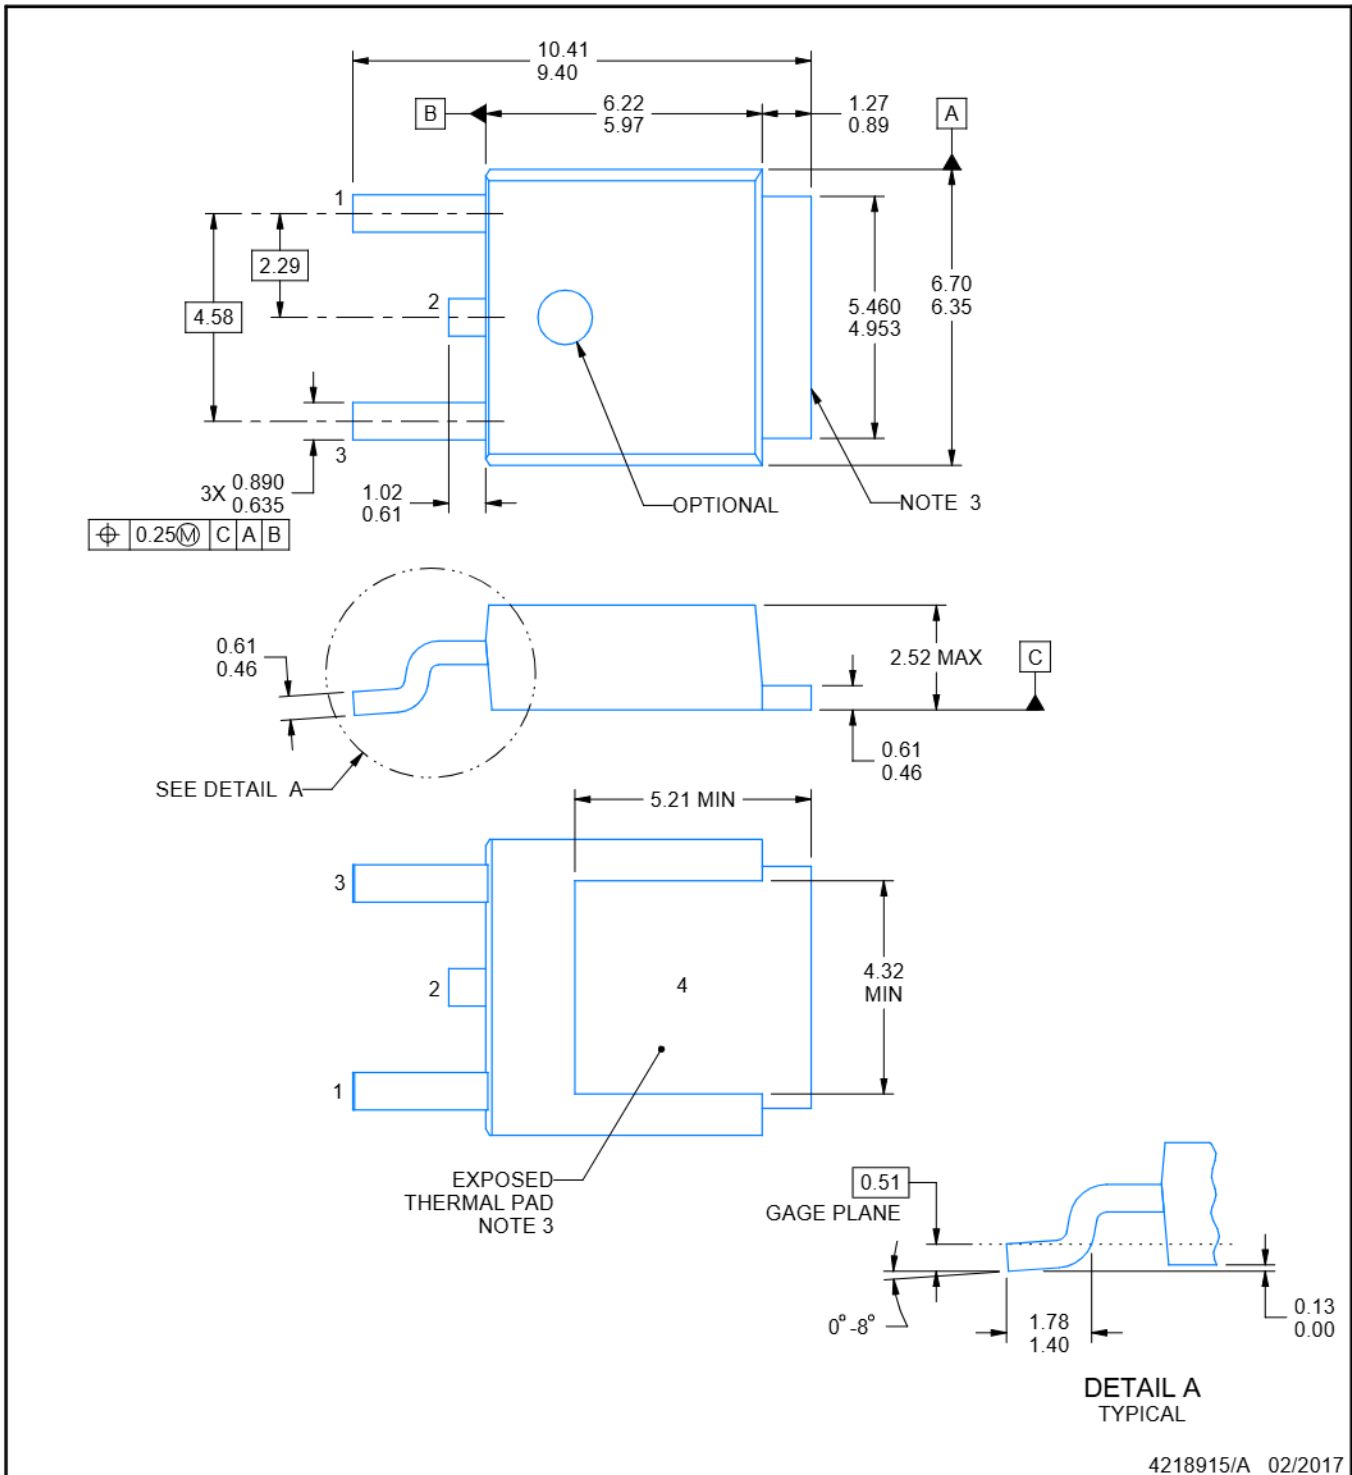 10.41
9.40
B
6.22
5.97
1.27
0.89
A
1
2.29
2
4.58
5.460
4.953
6.70
6.35
3
3X 0.890
0.635
1.02
0.61
OPTIONAL
NOTE 3
⌖ 0.25Ⓜ C A B
0.61
0.46
2.52 MAX
C
0.61
0.46
SEE DETAIL A
5.21 MIN
3
2
4
4.32
MIN
1
EXPOSED
THERMAL PAD
NOTE 3
0.51
GAGE PLANE
0°-8°
1.78
1.40
0.13
0.00
DETAIL A
TYPICAL
4218915/A 02/2017